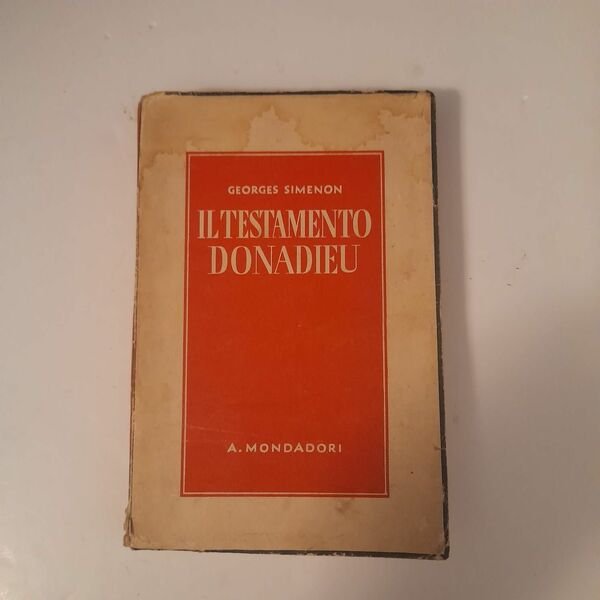 GEORGES SIMENON
IL TESTAMENTO
DONADIEU
A. MONDADORI